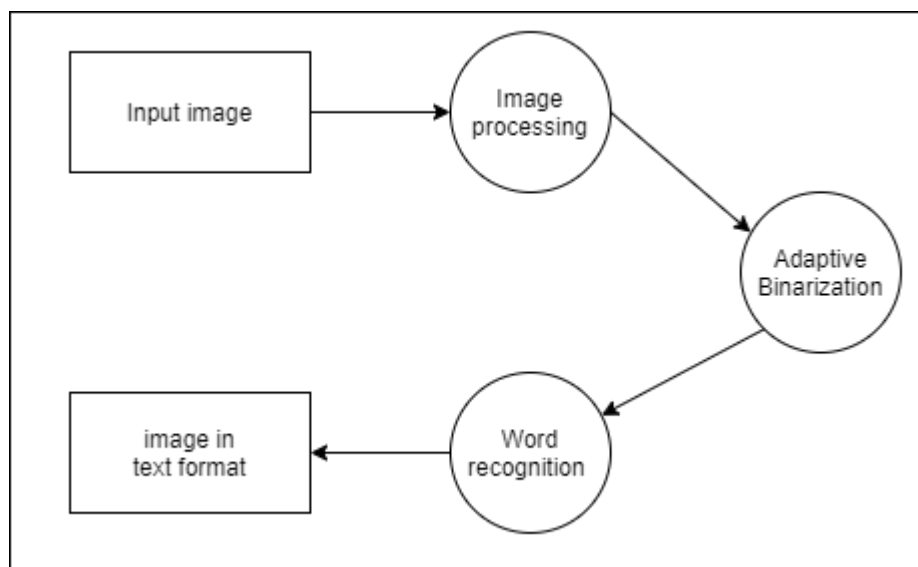 Input image
Image
processing
Adaptive
Binarization
Word
recognition
image in
text format